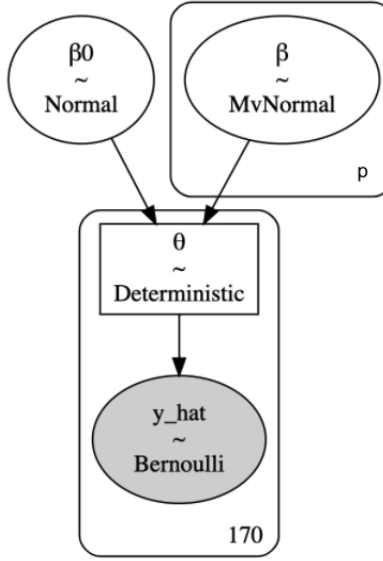 β0
~
Normal
β
~
MvNormal
p
θ
~
Deterministic
y_hat
~
Bernoulli
170